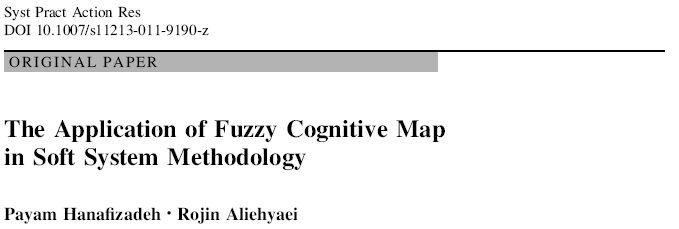 Syst Pract Action Res
DOI 10.1007/s11213-011-9190-z
ORIGINAL PAPER
The Application of Fuzzy Cognitive Map
in Soft System Methodology
Payam Hanafizadeh · Rojin Aliehyaei